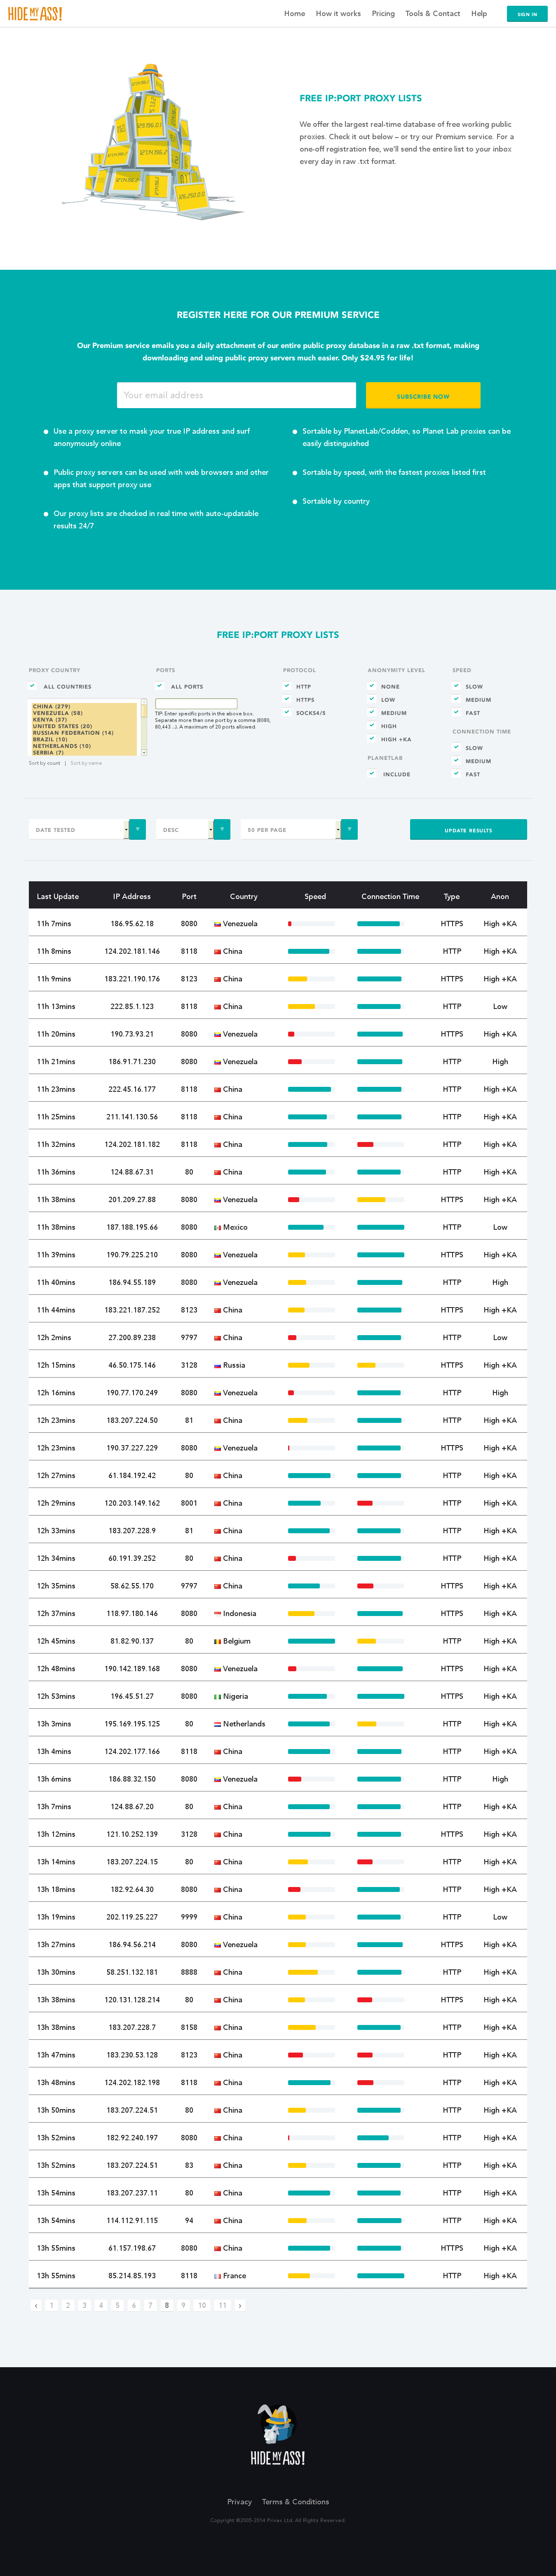 HIDE MY ASS!
Home How it works Pricing Tools & Contact Help SIGN IN
FREE IP:PORT PROXY LISTS
We offer the largest real-time database of free working public
proxies. Check it out below – or try our Premium service. For a
one-off registration fee, we'll send the entire list to your inbox
every day in raw .txt format.
REGISTER HERE FOR OUR PREMIUM SERVICE
Our Premium service emails you a daily attachment of our entire public proxy database in a raw .txt format, making
downloading and using public proxy servers much easier. Only $24.95 for life!
Your email address SUBSCRIBE NOW
Use a proxy server to mask your true IP address and surf
anonymously online
Public proxy servers can be used with web browsers and other
apps that support proxy use
Our proxy lists are checked in real time with auto-updatable
results 24/7
Sortable by PlanetLab/Codden, so Planet Lab proxies can be
easily distinguished
Sortable by speed, with the fastest proxies listed first
Sortable by country
FREE IP:PORT PROXY LISTS
PROXY COUNTRY
ALL COUNTRIES
CHINA (279)
VENEZUELA (58)
KENYA (37)
UNITED STATES (20)
RUSSIAN FEDERATION (14)
BRAZIL (10)
NETHERLANDS (10)
SERBIA (7)
Sort by count | Sort by name
PORTS
ALL PORTS
TIP: Enter specific ports in the above box.
Separate more than one port by a comma (8080,
80,443 ...). A maximum of 20 ports allowed.
PROTOCOL
HTTP
HTTPS
SOCKS4/5
ANONYMITY LEVEL
NONE
LOW
MEDIUM
HIGH
HIGH +KA
PLANETLAB
INCLUDE
SPEED
SLOW
MEDIUM
FAST
CONNECTION TIME
SLOW
MEDIUM
FAST
DATE TESTED DESC 50 PER PAGE UPDATE RESULTS
Last Update IP Address Port Country Speed Connection Time Type Anon
11h 7mins 186.95.62.18 8080 Venezuela HTTPS High +KA
11h 8mins 124.202.181.146 8118 China HTTP High +KA
11h 9mins 183.221.190.176 8123 China HTTPS High +KA
11h 13mins 222.85.1.123 8118 China HTTP Low
11h 20mins 190.73.93.21 8080 Venezuela HTTPS High +KA
11h 21mins 186.91.71.230 8080 Venezuela HTTP High
11h 23mins 222.45.16.177 8118 China HTTP High +KA
11h 25mins 211.141.130.56 8118 China HTTP High +KA
11h 32mins 124.202.181.182 8118 China HTTP High +KA
11h 36mins 124.88.67.31 80 China HTTP High +KA
11h 38mins 201.209.27.88 8080 Venezuela HTTPS High +KA
11h 38mins 187.188.195.66 8080 Mexico HTTP Low
11h 39mins 190.79.225.210 8080 Venezuela HTTPS High +KA
11h 40mins 186.94.55.189 8080 Venezuela HTTP High
11h 44mins 183.221.187.252 8123 China HTTPS High +KA
12h 2mins 27.200.89.238 9797 China HTTP Low
12h 15mins 46.50.175.146 3128 Russia HTTPS High +KA
12h 16mins 190.77.170.249 8080 Venezuela HTTP High
12h 23mins 183.207.224.50 81 China HTTP High +KA
12h 23mins 190.37.227.229 8080 Venezuela HTTPS High +KA
12h 27mins 61.184.192.42 80 China HTTP High +KA
12h 29mins 120.203.149.162 8001 China HTTP High +KA
12h 33mins 183.207.228.9 81 China HTTP High +KA
12h 34mins 60.191.39.252 80 China HTTP High +KA
12h 35mins 58.62.55.170 9797 China HTTPS High +KA
12h 37mins 118.97.180.146 8080 Indonesia HTTPS High +KA
12h 45mins 81.82.90.137 80 Belgium HTTP High +KA
12h 48mins 190.142.189.168 8080 Venezuela HTTPS High +KA
12h 53mins 196.45.51.27 8080 Nigeria HTTPS High +KA
13h 3mins 195.169.195.125 80 Netherlands HTTP High +KA
13h 4mins 124.202.177.166 8118 China HTTP High +KA
13h 6mins 186.88.32.150 8080 Venezuela HTTP High
13h 7mins 124.88.67.20 80 China HTTP High +KA
13h 12mins 121.10.252.139 3128 China HTTPS High +KA
13h 14mins 183.207.224.15 80 China HTTP High +KA
13h 18mins 182.92.64.30 8080 China HTTP High +KA
13h 19mins 202.119.25.227 9999 China HTTP Low
13h 27mins 186.94.56.214 8080 Venezuela HTTPS High +KA
13h 30mins 58.251.132.181 8888 China HTTP High +KA
13h 38mins 120.131.128.214 80 China HTTPS High +KA
13h 38mins 183.207.228.7 8158 China HTTP High +KA
13h 47mins 183.230.53.128 8123 China HTTP High +KA
13h 48mins 124.202.182.198 8118 China HTTP High +KA
13h 50mins 183.207.224.51 80 China HTTP High +KA
13h 52mins 182.92.240.197 8080 China HTTP High +KA
13h 52mins 183.207.224.51 83 China HTTP High +KA
13h 54mins 183.207.237.11 80 China HTTP High +KA
13h 54mins 114.112.91.115 94 China HTTP High +KA
13h 55mins 61.157.198.67 8080 China HTTPS High +KA
13h 55mins 85.214.85.193 8118 France HTTP High +KA
‹ 1 2 3 4 5 6 7 8 9 10 11 ›
HIDE MY ASS!
Privacy Terms & Conditions
Copyright ©2005-2014 Privax Ltd. All Rights Reserved.